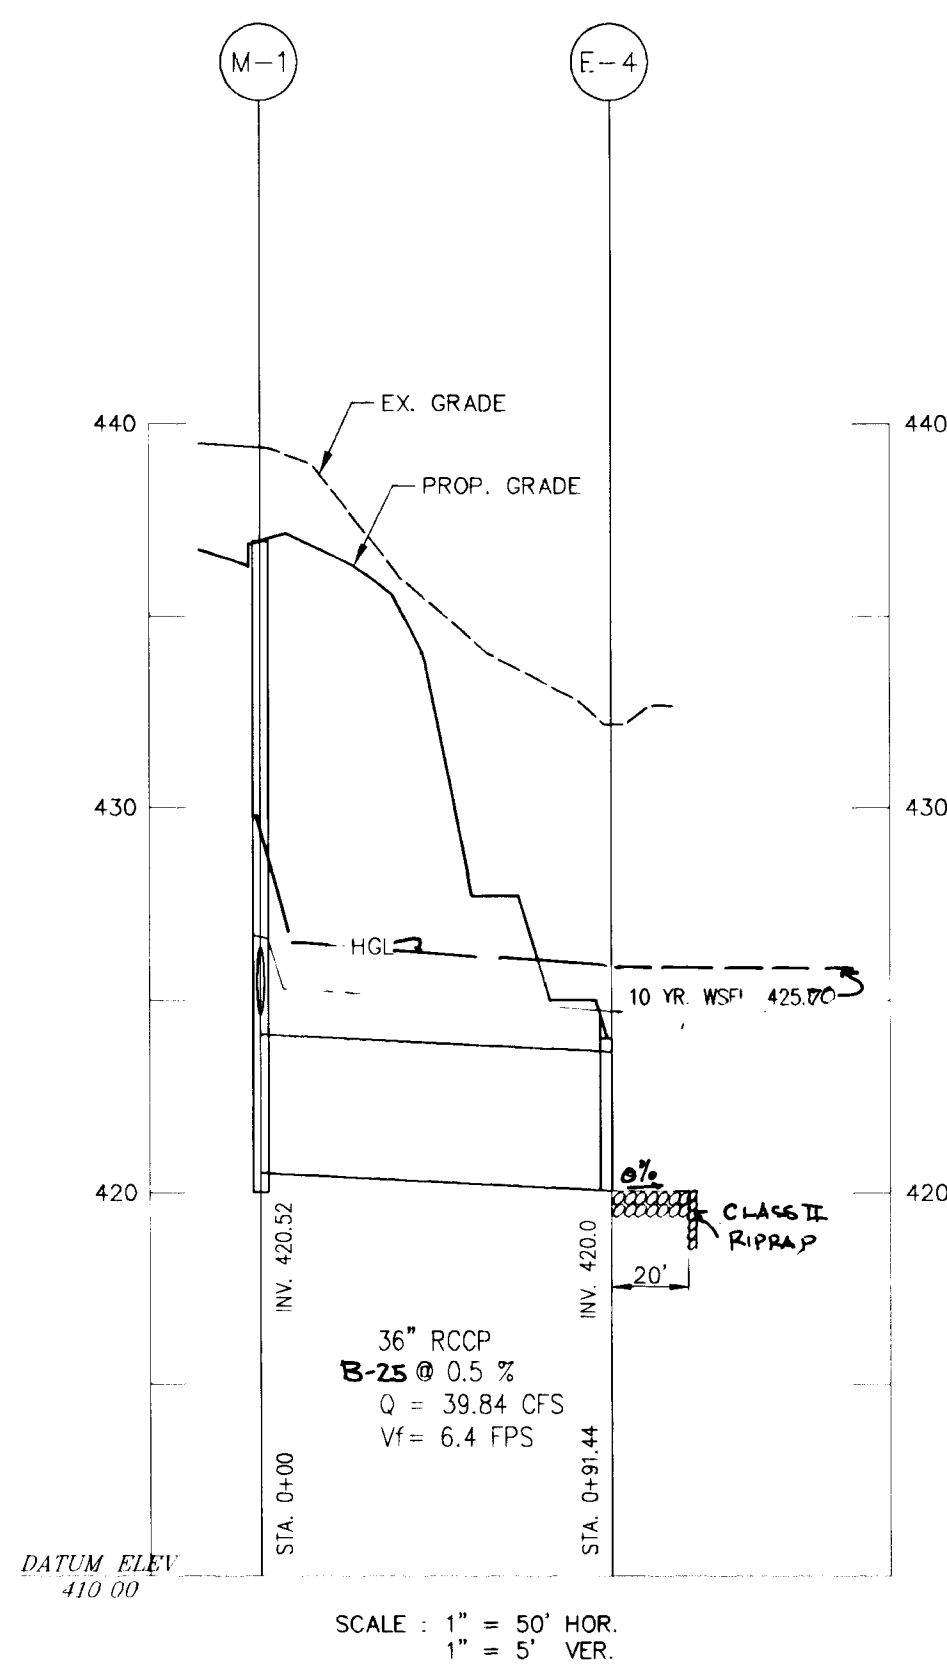 M-1
E-4
EX. GRADE
440
440
PROP. GRADE
430
430
HGL
10 YR. WSEL 425.70
0%
420
420
CLASS II
RIPRAP
20'
INV. 420.52
INV. 420.0
36" RCCP
B-25 @ 0.5 %
Q = 39.84 CFS
Vf = 6.4 FPS
STA. 0+00
STA. 0+91.44
DATUM ELEV
410 00
SCALE : 1" = 50' HOR.
1" = 5' VER.